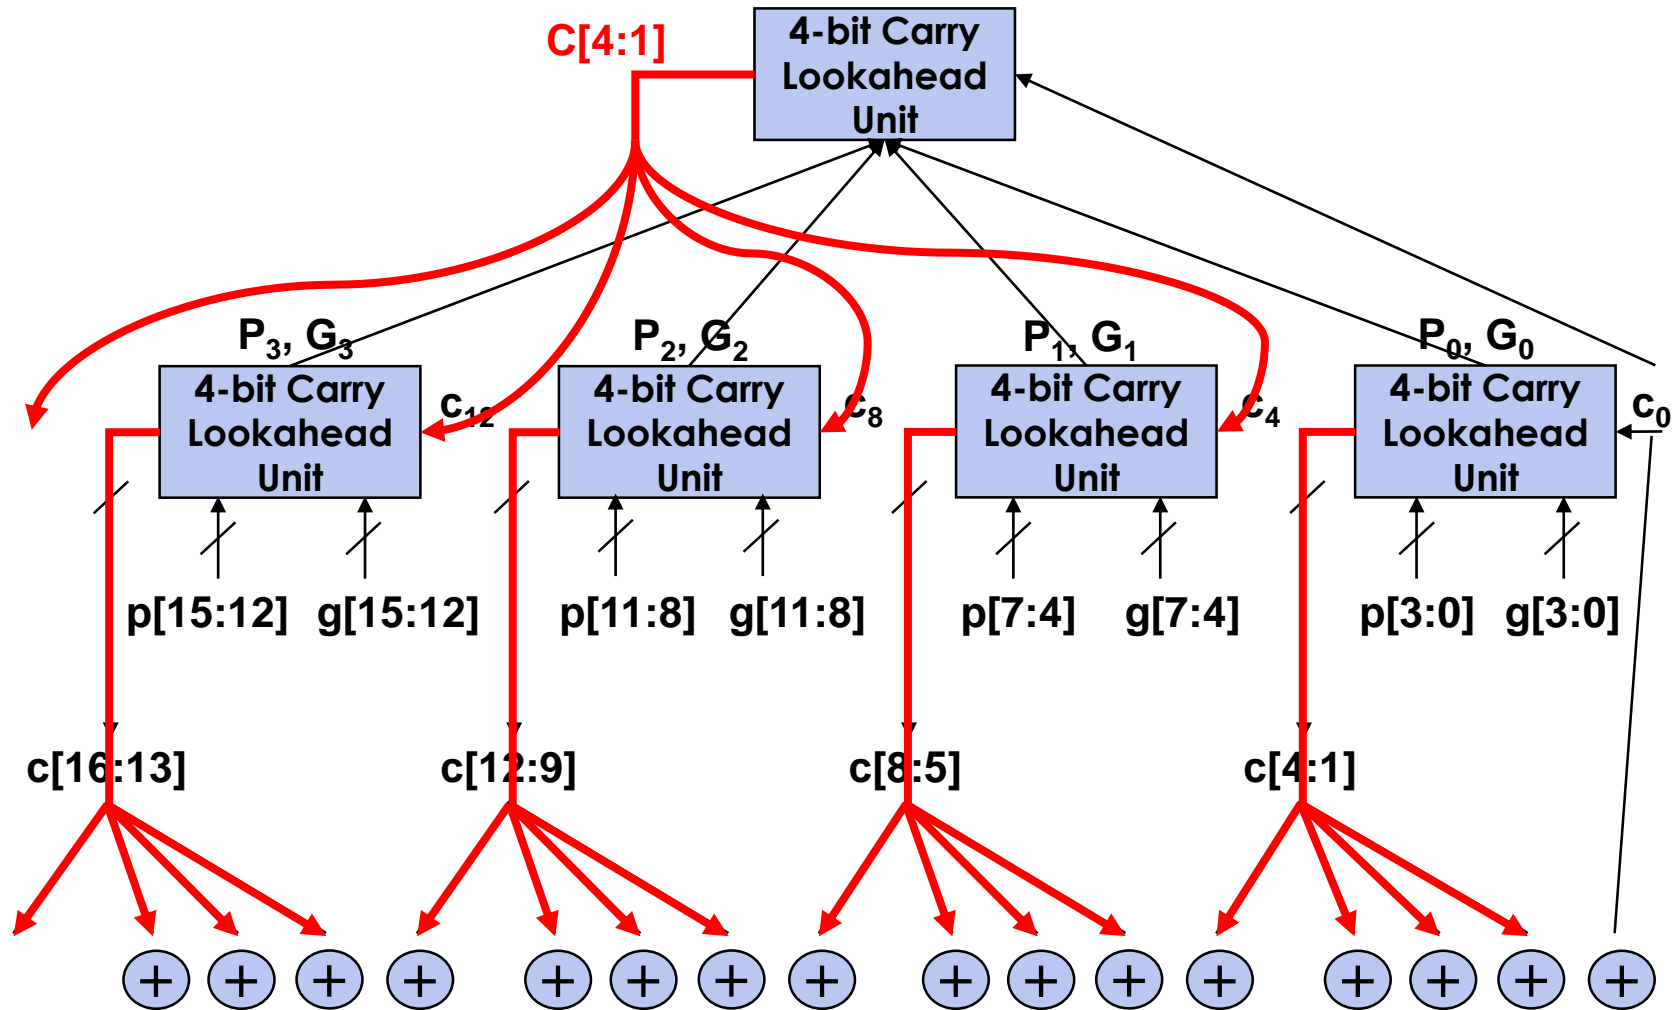 C[4:1]
4-bit Carry
Lookahead
Unit
P₃, G₃
P₂, G₂
P₁, G₁
P₀, G₀
4-bit Carry
Lookahead
Unit
c₁₂
4-bit Carry
Lookahead
Unit
c₈
4-bit Carry
Lookahead
Unit
c₄
4-bit Carry
Lookahead
Unit
c₀
p[15:12] g[15:12] p[11:8] g[11:8] p[7:4] g[7:4] p[3:0] g[3:0]
c[16:13] c[12:9] c[8:5] c[4:1]
+ + + + + + + + + + + + + + + +